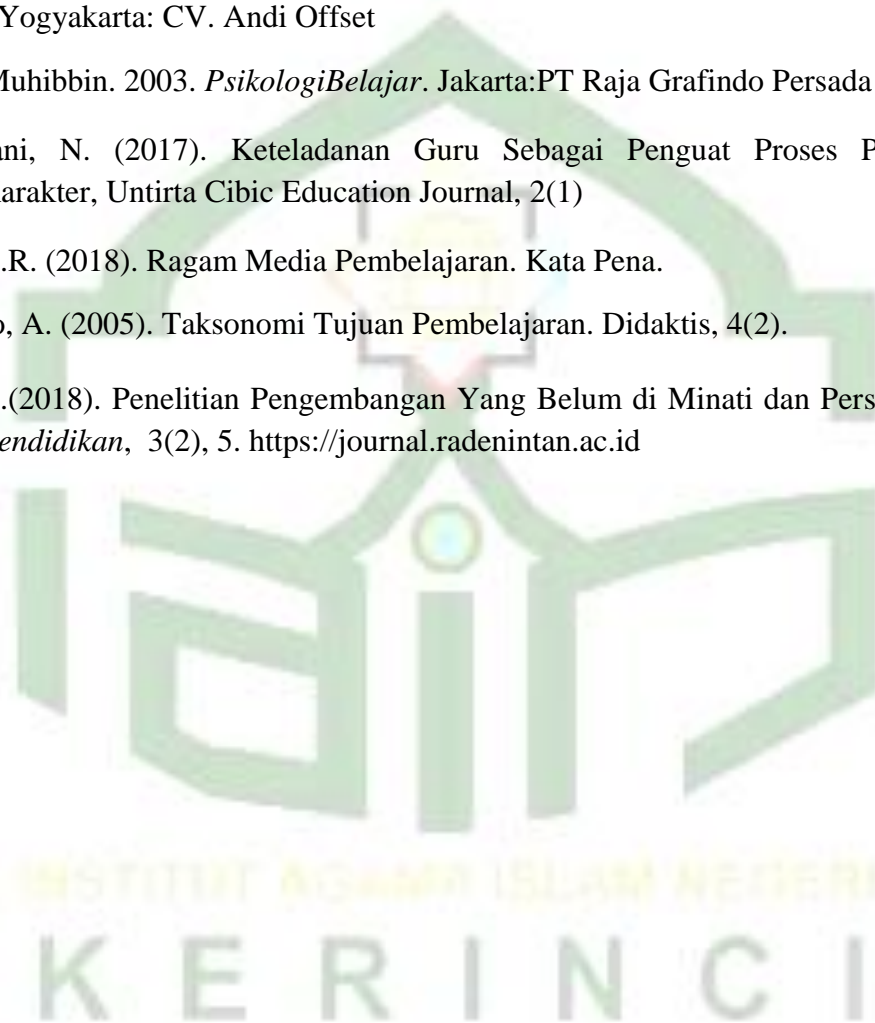 Yogyakarta: CV. Andi Offset
Muhibbin. 2003. PsikologiBelajar. Jakarta:PT Raja Grafindo Persada
ani, N. (2017). Keteladanan Guru Sebagai Penguat Proses P
arakter, Untirta Cibic Education Journal, 2(1)
.R. (2018). Ragam Media Pembelajaran. Kata Pena.
o, A. (2005). Taksonomi Tujuan Pembelajaran. Didaktis, 4(2).
.(2018). Penelitian Pengembangan Yang Belum di Minati dan Pers
endidikan, 3(2), 5. https://journal.radenintan.ac.id
INSTITUT AGAMA ISLAM NEGERI
KERINCI